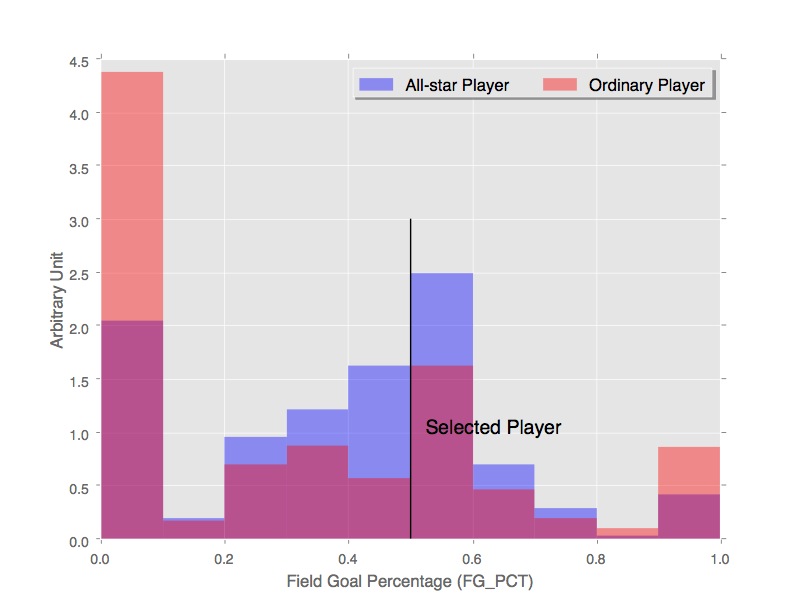 4.5
4.0
3.5
3.0
2.5
2.0
1.5
1.0
0.5
0.0
Arbitrary Unit
All-star Player Ordinary Player
Selected Player
0.0 0.2 0.4 0.6 0.8 1.0
Field Goal Percentage (FG_PCT)